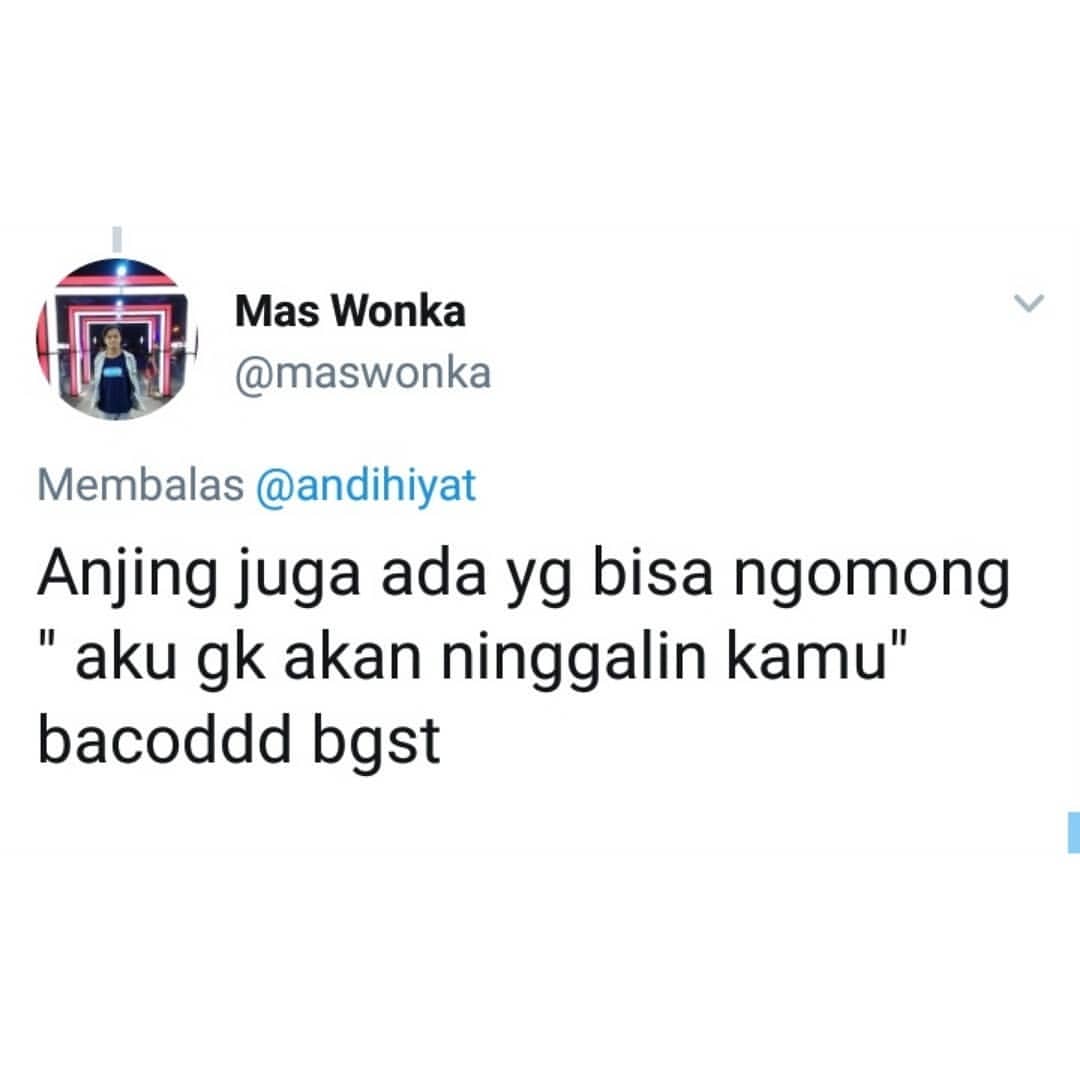 Mas Wonka
@maswonka
Membalas @andihiyat
Anjing juga ada yg bisa ngomong
" aku gk akan ninggalin kamu"
bacoddd bgst